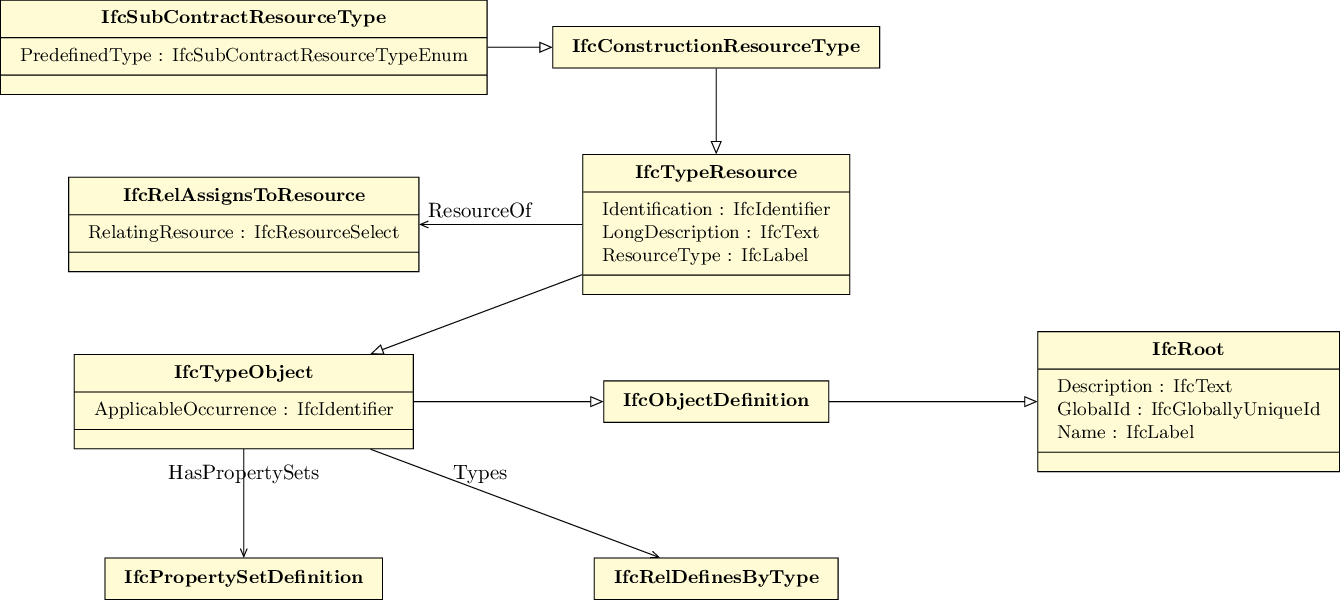 IfcSubContractResourceType
PredefinedType : IfcSubContractResourceTypeEnum
IfcConstructionResourceType
IfcTypeResource
Identification : IfcIdentifier
LongDescription : IfcText
ResourceType : IfcLabel
IfcRelAssignsToResource
RelatingResource : IfcResourceSelect
ResourceOf
IfcTypeObject
ApplicableOccurrence : IfcIdentifier
IfcObjectDefinition
IfcRoot
Description : IfcText
GlobalId : IfcGloballyUniqueId
Name : IfcLabel
HasPropertySets
Types
IfcPropertySetDefinition
IfcRelDefinesByType